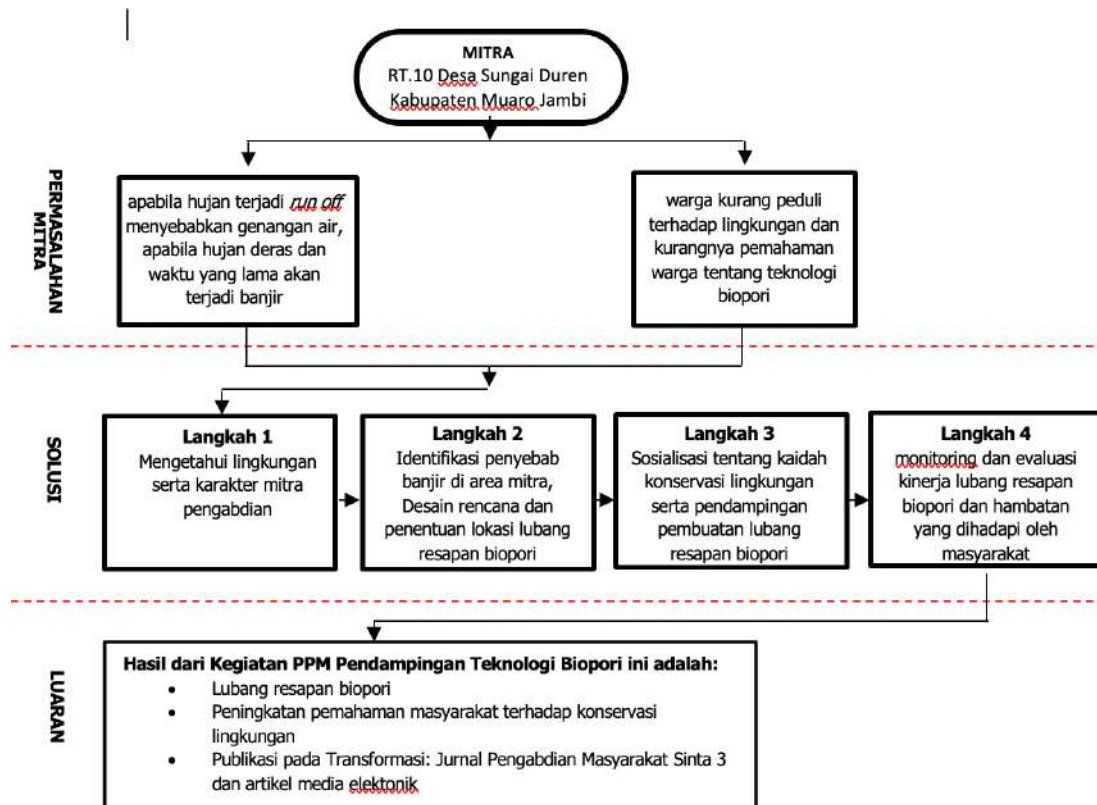 MITRA
RT.10 Desa Sungai Duren
Kabupaten Muaro Jambi
PERMASALAHAN
MITRA
apabila hujan terjadi run off
menyebabkan genangan air,
apabila hujan deras dan
waktu yang lama akan
terjadi banjir
warga kurang peduli
terhadap lingkungan dan
kurangnya pemahaman
warga tentang teknologi
biopori
SOLUSI
Langkah 1
Mengetahui lingkungan
serta karakter mitra
pengabdian
Langkah 2
Identifikasi penyebab
banjir di area mitra,
Desain rencana dan
penentuan lokasi lubang
resapan biopori
Langkah 3
Sosialisasi tentang kaidah
konservasi lingkungan
serta pendampingan
pembuatan lubang
resapan biopori
Langkah 4
monitoring dan evaluasi
kinerja lubang resapan
biopori dan hambatan
yang dihadapi oleh
masyarakat
LUARAN
Hasil dari Kegiatan PPM Pendampingan Teknologi Biopori ini adalah:
• Lubang resapan biopori
• Peningkatan pemahaman masyarakat terhadap konservasi
lingkungan
• Publikasi pada Transformasi: Jurnal Pengabdian Masyarakat Sinta 3
dan artikel media elektonik